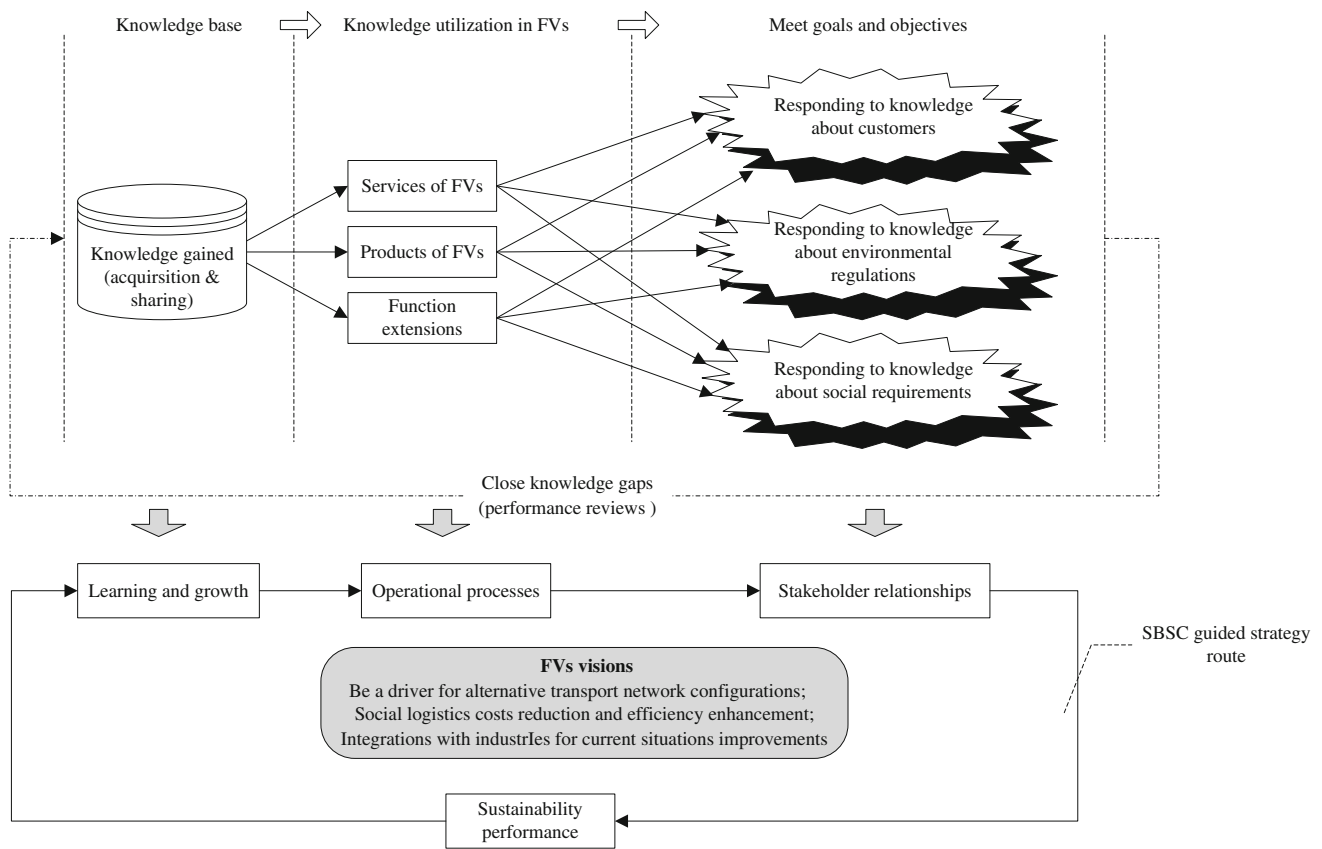 Knowledge base
Knowledge utilization in FVs
Meet goals and objectives
Responding to knowledge
about customers
Services of FVs
Knowledge gained
(acquirsition &
sharing)
Products of FVs
Responding to knowledge
about environmental
regulations
Function
extensions
Responding to knowledge
about social requirements
Close knowledge gaps
(performance reviews )
Learning and growth
Operational processes
Stakeholder relationships
SBSC guided strategy
route
FVs visions
Be a driver for alternative transport network configurations;
Social logistics costs reduction and efficiency enhancement;
Integrations with industrIes for current situations improvements
Sustainability
performance